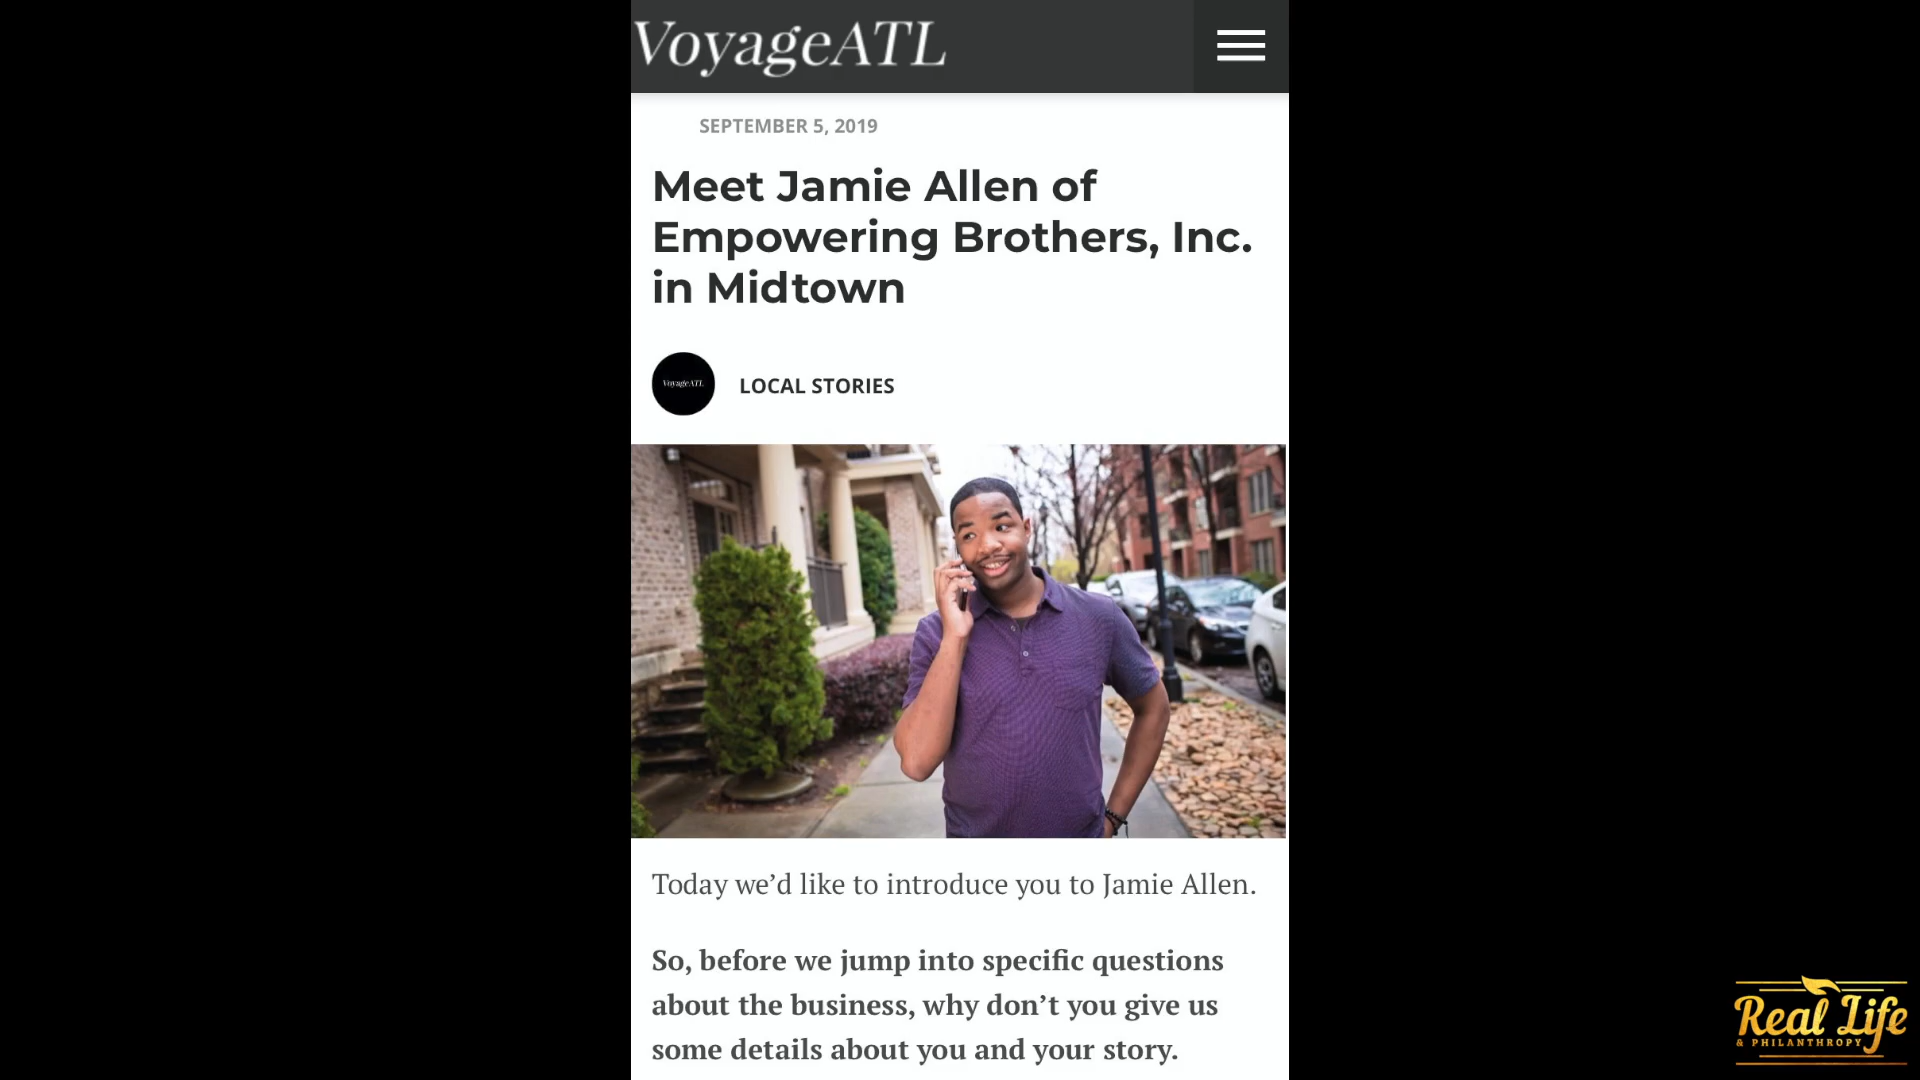 VoyageATL
SEPTEMBER 5, 2019
Meet Jamie Allen of
Empowering Brothers, Inc.
in Midtown
VoyageATL
LOCAL STORIES
Today we’d like to introduce you to Jamie Allen.
So, before we jump into specific questions
about the business, why don’t you give us
some details about you and your story.
Real Life
& PHILANTHROPY